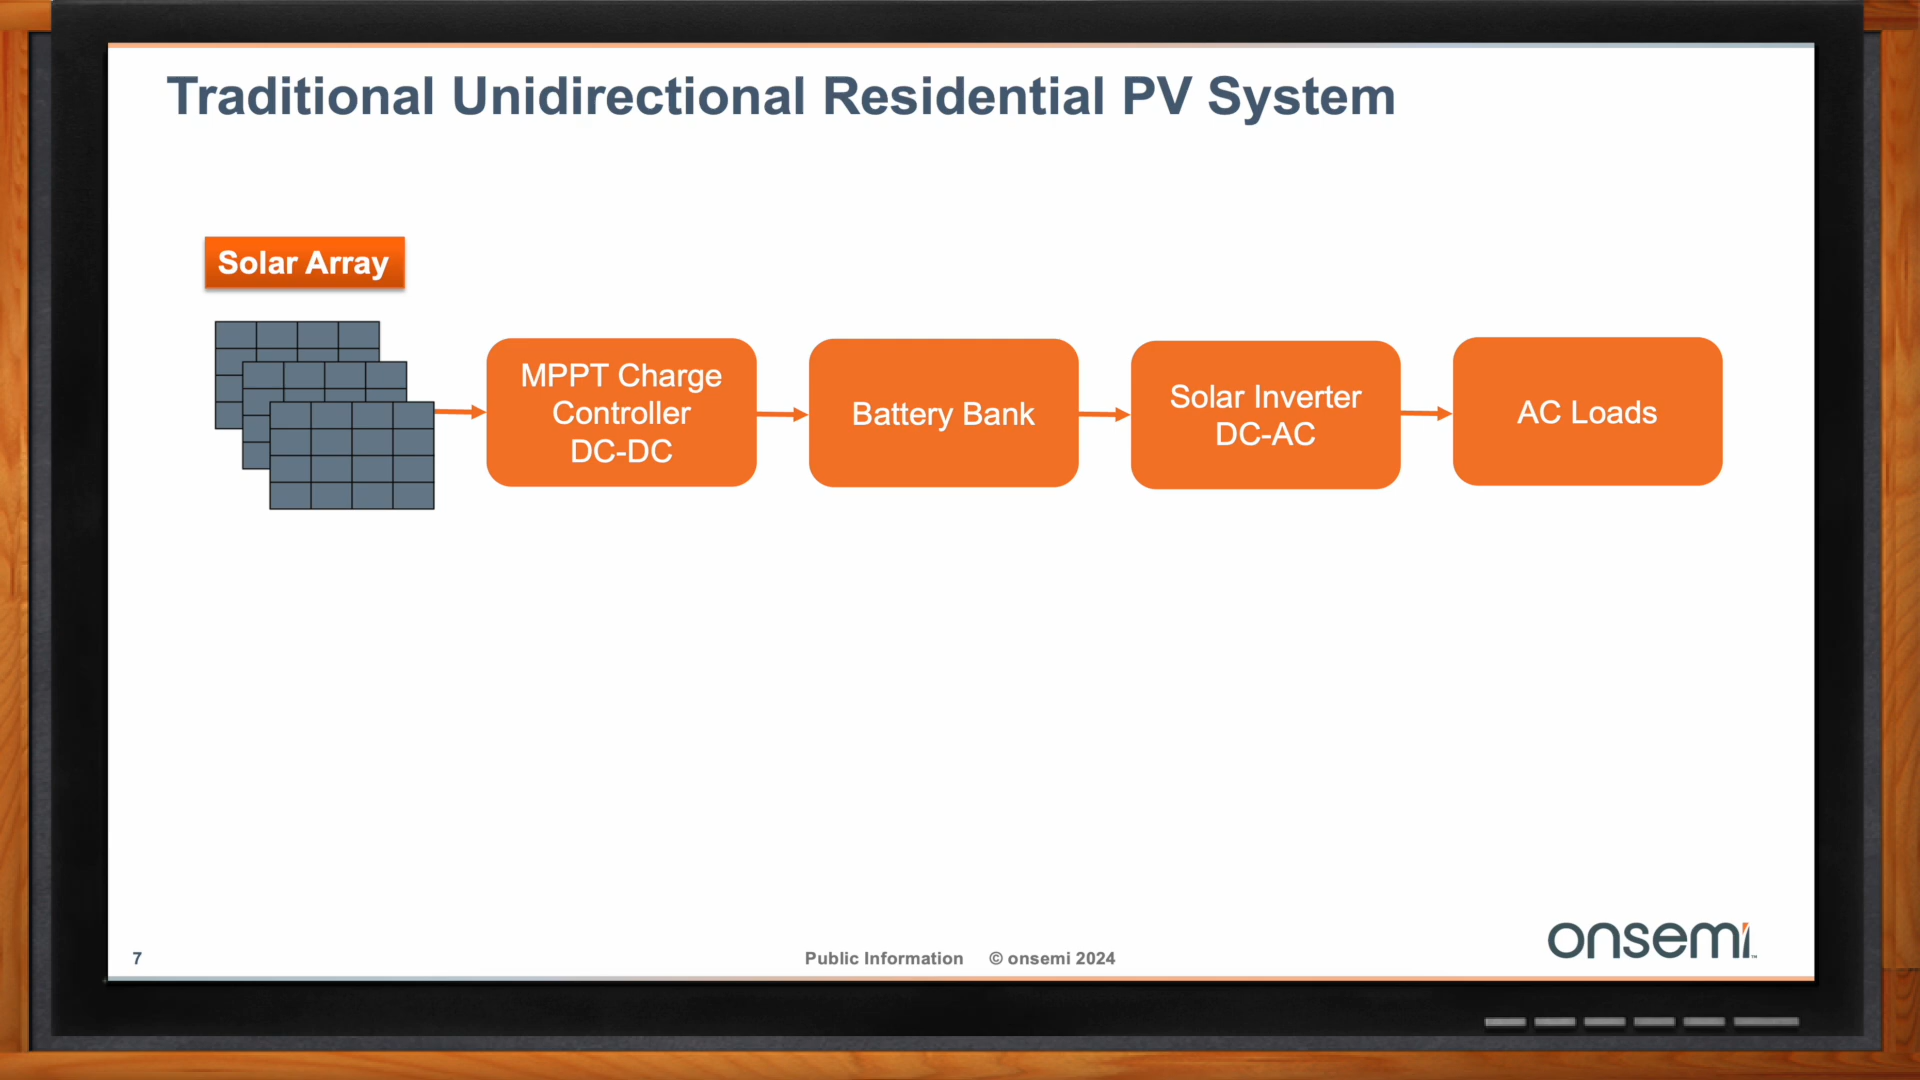 Traditional Unidirectional Residential PV System
Solar Array
MPPT Charge
Controller
DC-DC
Battery Bank
Solar Inverter
DC-AC
AC Loads
7
Public Information © onsemi 2024
onsemi™